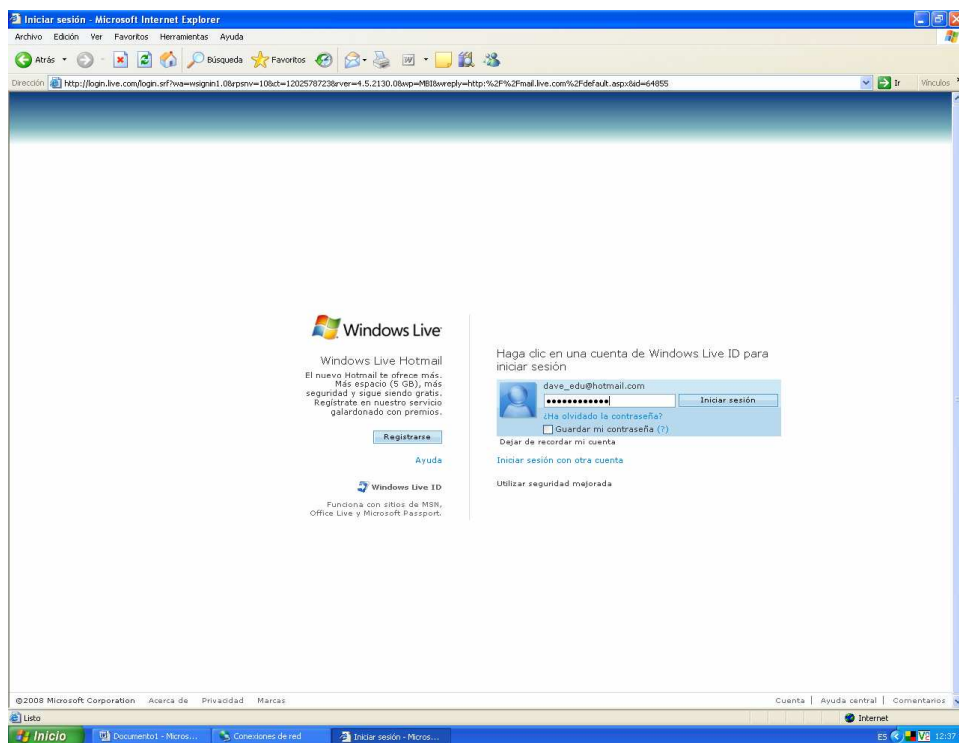 Iniciar sesión - Microsoft Internet Explorer
Archivo Edición Ver Favoritos Herramientas Ayuda
Atrás Búsqueda Favoritos
Dirección http://login.live.com/login.srf?wa=wsignin1.0&rpsnv=10&ct=1202578723&rver=4.5.2130.0&wp=MBI&wreply=http:%2F%2Fmail.live.com%2Fdefault.aspx&id=64855 Ir Vínculos
Windows Live
Windows Live Hotmail
El nuevo Hotmail te ofrece más.
Más espacio (5 GB), más
seguridad y sigue siendo gratis.
Regístrate en nuestro servicio
galardonado con premios.
Registrarse
Ayuda
Windows Live ID
Funciona con sitios de MSN,
Office Live y Microsoft Passport.
Haga clic en una cuenta de Windows Live ID para
iniciar sesión
dave_edu@hotmail.com
●●●●●●●●●●●● Iniciar sesión
¿Ha olvidado la contraseña?
Guardar mi contraseña (?)
Dejar de recordar mi cuenta
Iniciar sesión con otra cuenta
Utilizar seguridad mejorada
©2008 Microsoft Corporation Acerca de Privacidad Marcas Cuenta | Ayuda central | Comentarios
Listo Internet
Inicio Documento1 - Micros... Conexiones de red Iniciar sesión - Micros... ES 12:37